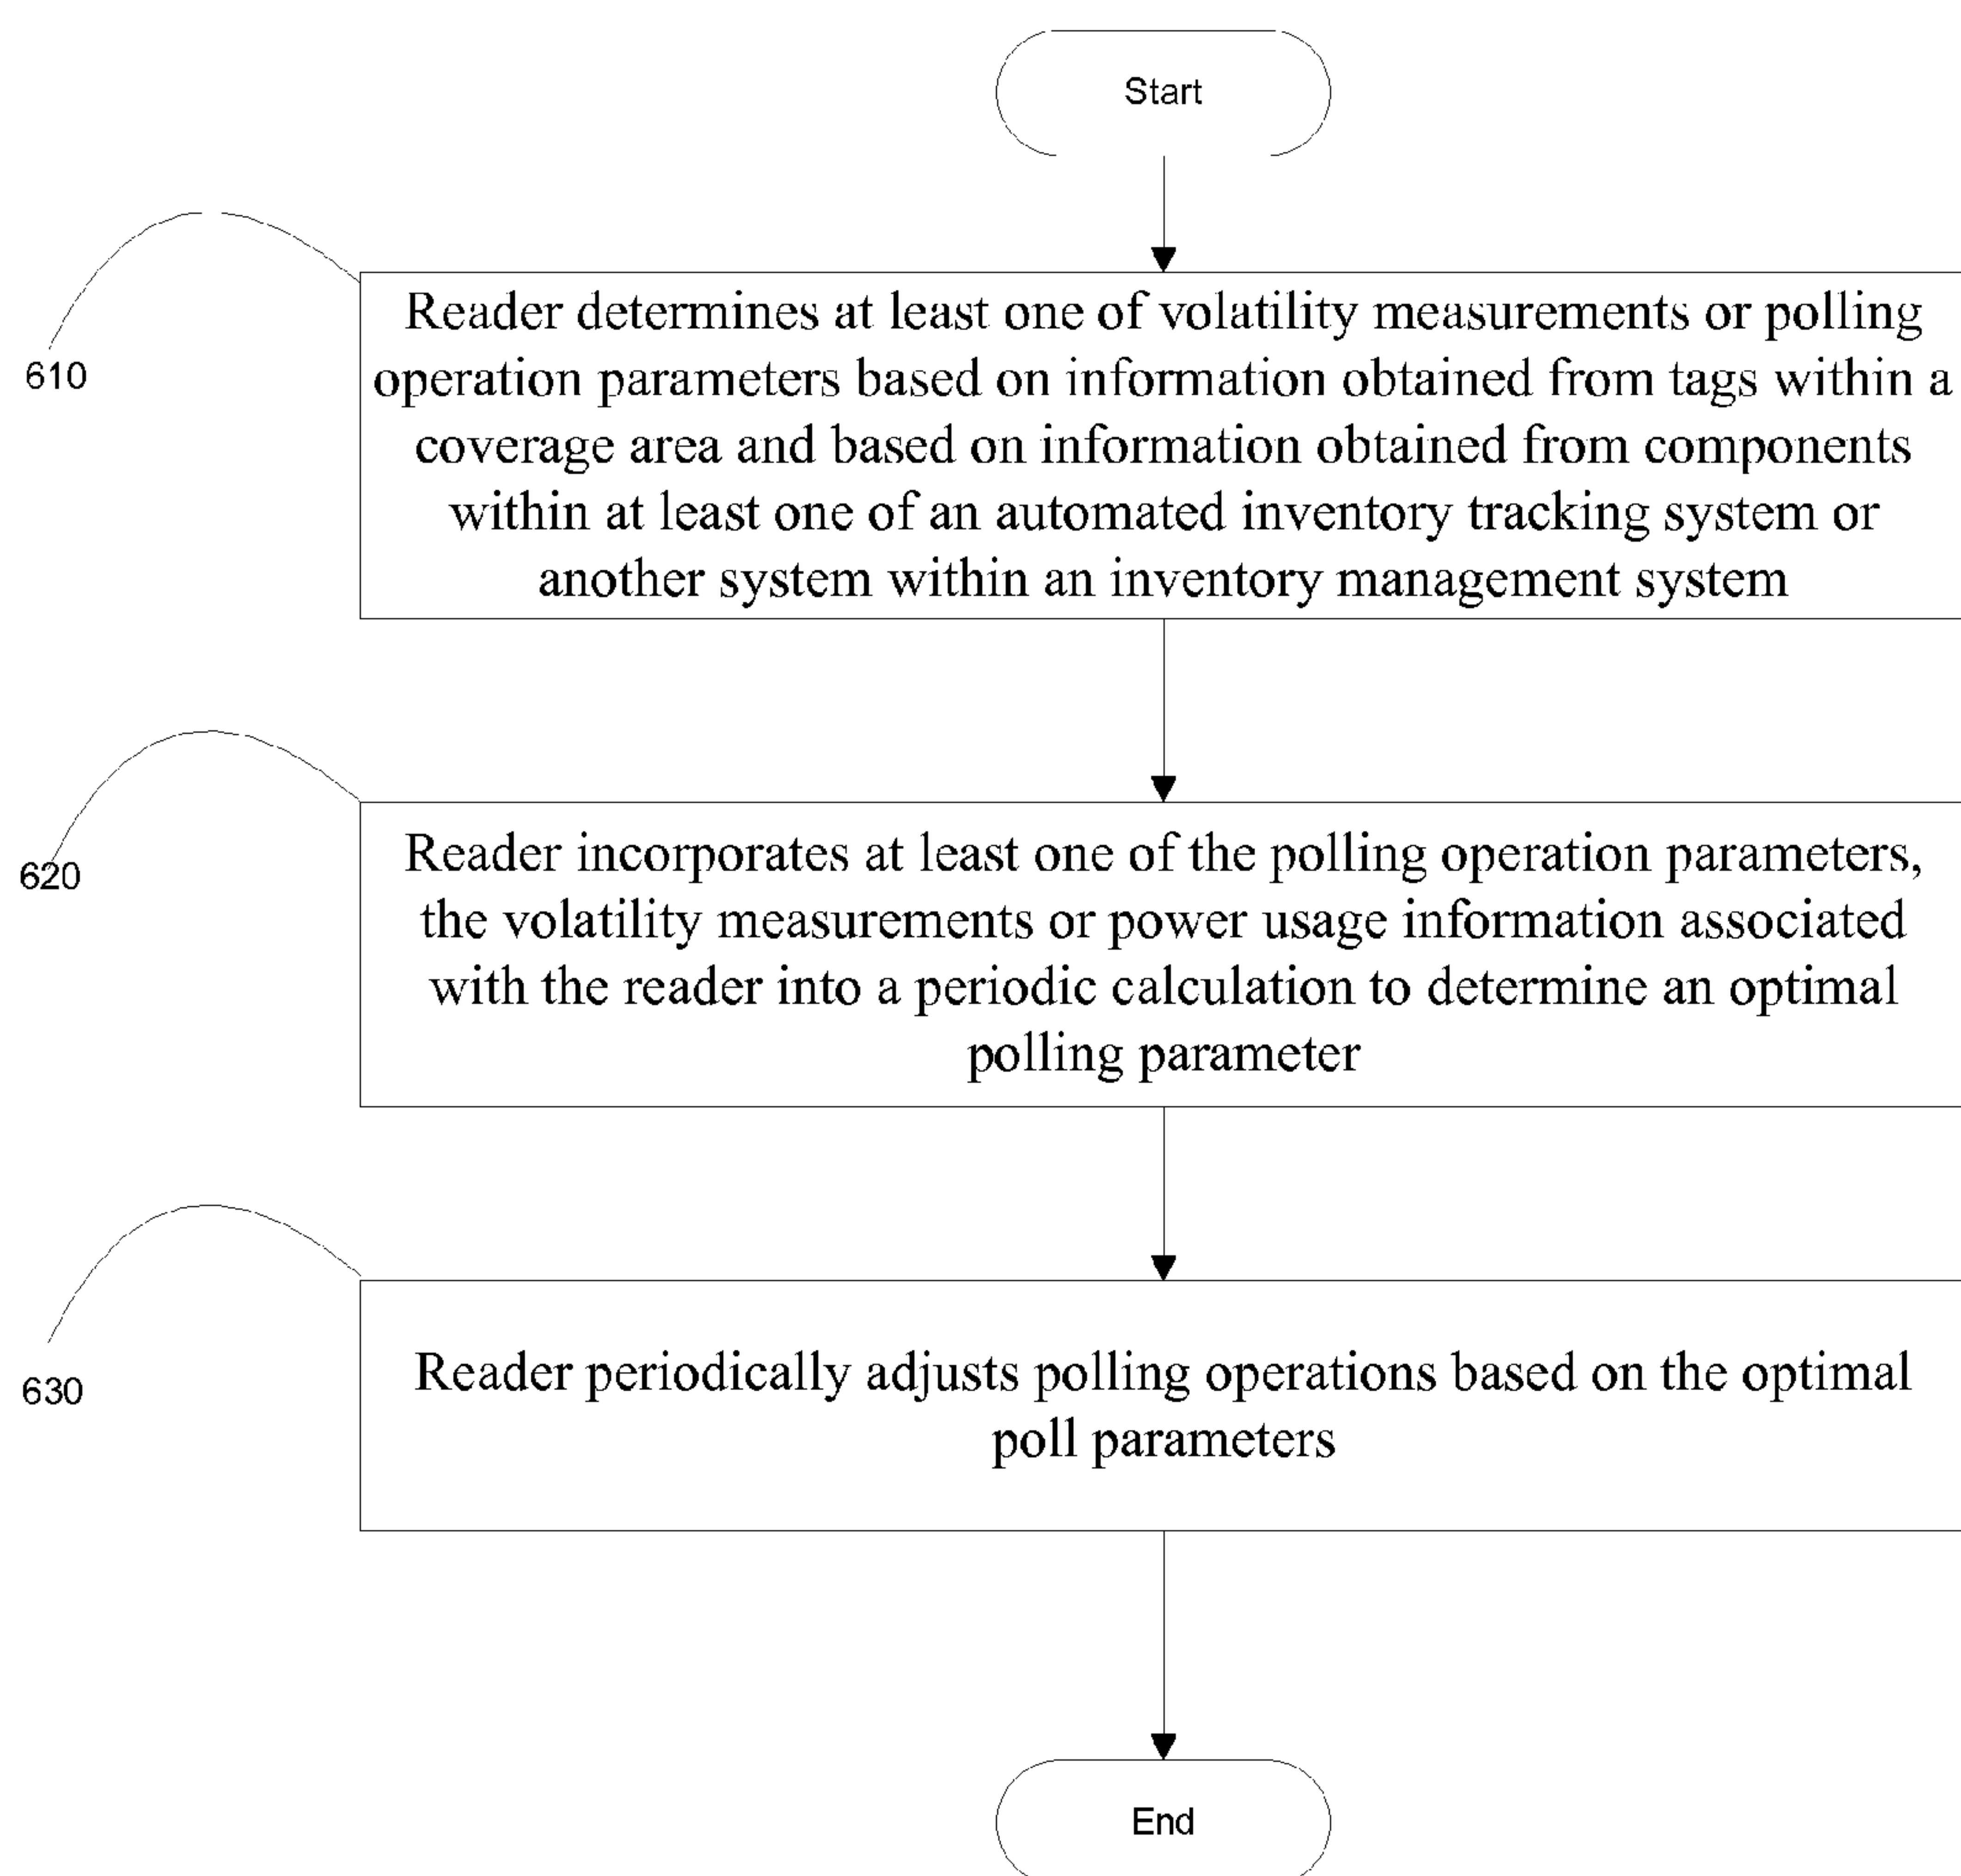 Start
610
Reader determines at least one of volatility measurements or polling
operation parameters based on information obtained from tags within a
coverage area and based on information obtained from components
within at least one of an automated inventory tracking system or
another system within an inventory management system
620
Reader incorporates at least one of the polling operation parameters,
the volatility measurements or power usage information associated
with the reader into a periodic calculation to determine an optimal
polling parameter
630
Reader periodically adjusts polling operations based on the optimal
poll parameters
End